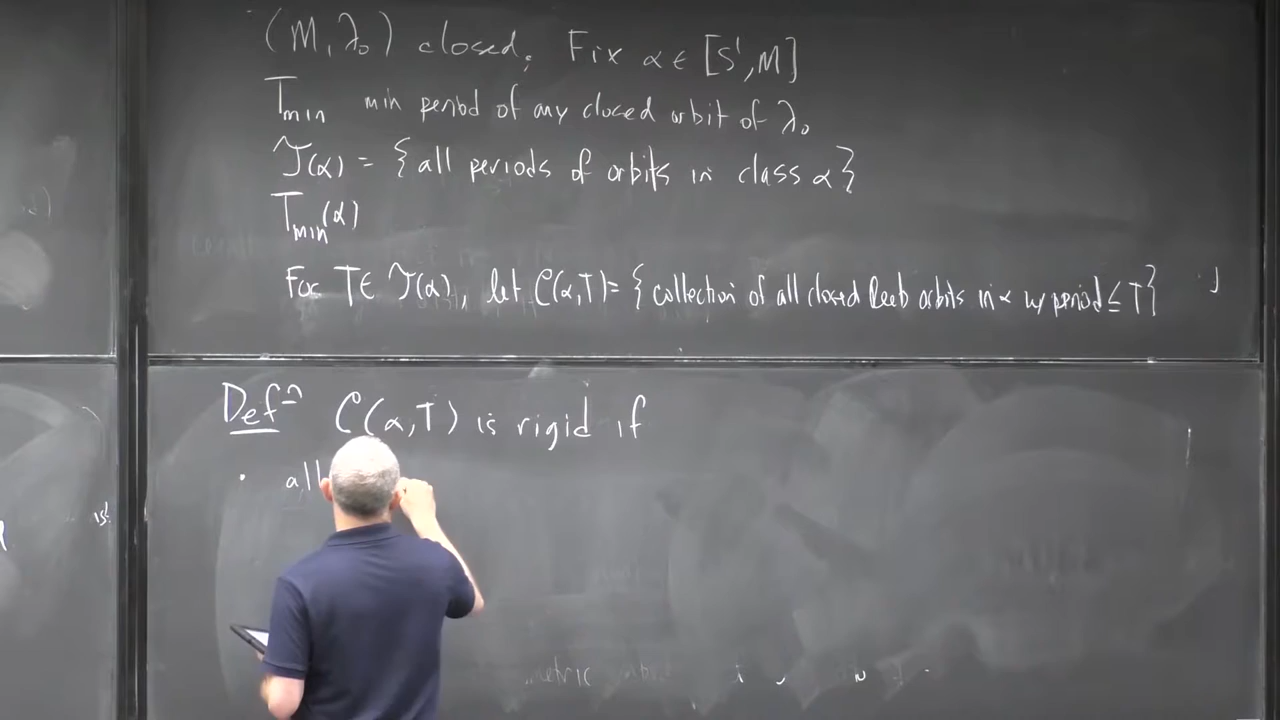 (M, λ₀) closed, Fix α ∈ [S¹, M]
T_min min period of any closed orbit of λ₀
𝒯(α) = { all periods of orbits in class α }
T_min(α)
For T ∈ 𝒯(α), let 𝒞(α,T) = { collection of all closed Reeb orbits in α w/ period ≤ T }
Defⁿ 𝒞(α,T) is rigid if
· all